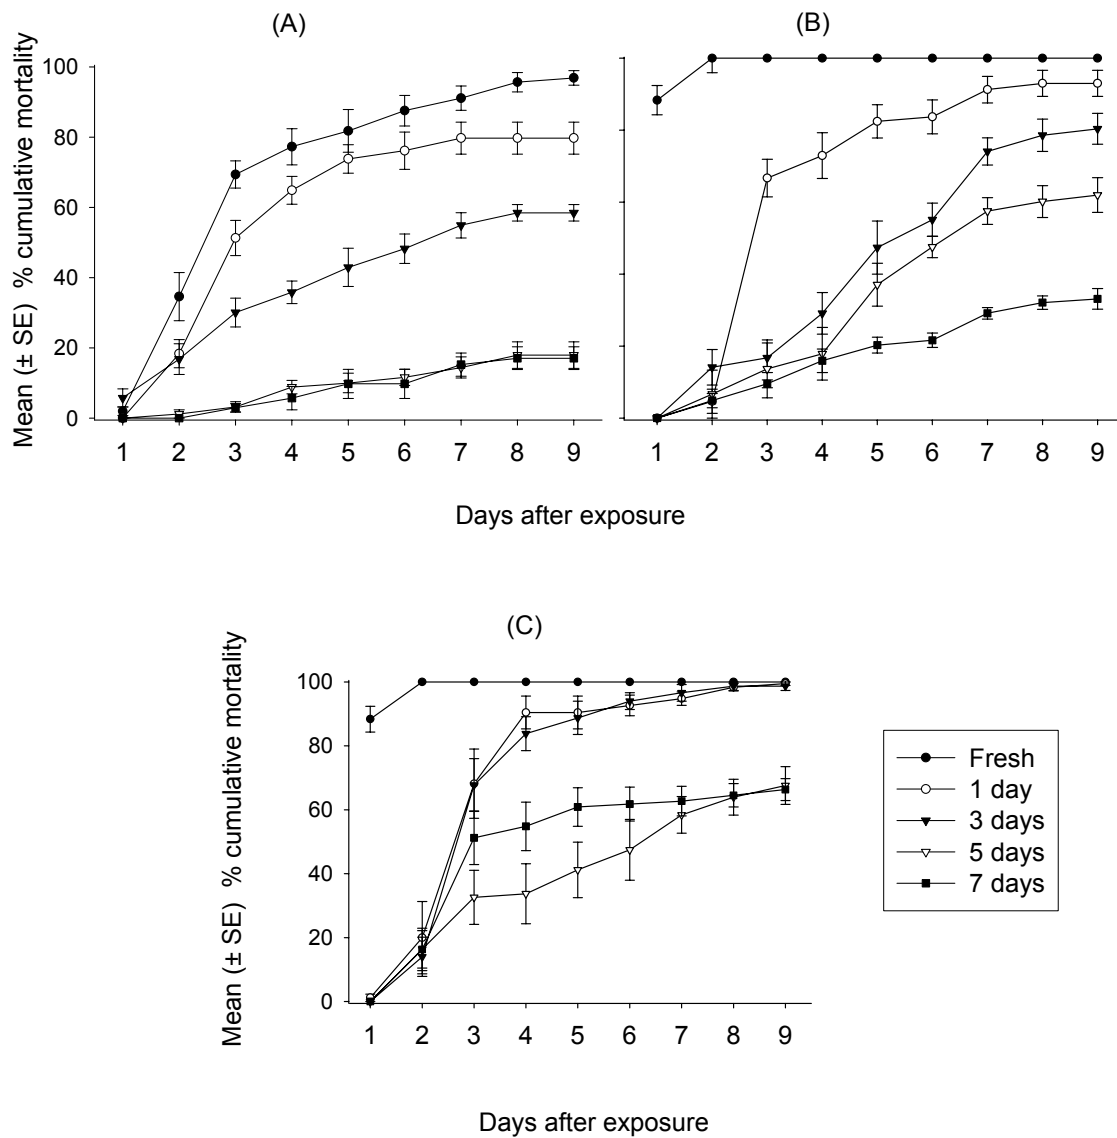 (A)
(B)
Mean (± SE) % cumulative mortality
100
80
60
40
20
0
1 2 3 4 5 6 7 8 9
1 2 3 4 5 6 7 8 9
Days after exposure
(C)
Mean (± SE) % cumulative mortality
100
80
60
40
20
0
1 2 3 4 5 6 7 8 9
Days after exposure
Fresh
1 day
3 days
5 days
7 days